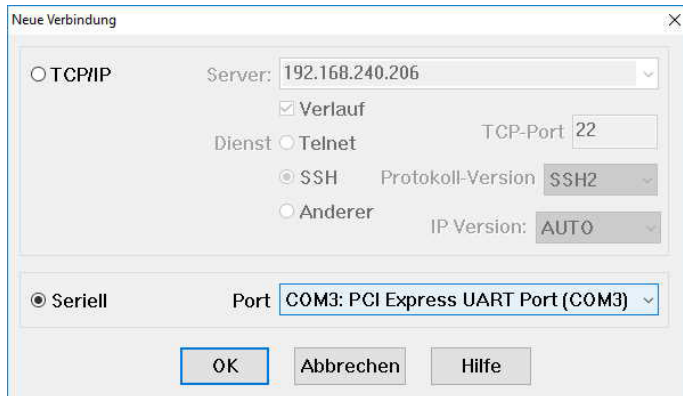 Neue Verbindung
TCP/IP Server: 192.168.240.206
Verlauf
Dienst Telnet TCP-Port 22
SSH Protokoll-Version SSH2
Anderer IP Version: AUTO
Seriell Port COM3: PCI Express UART Port (COM3)
OK Abbrechen Hilfe